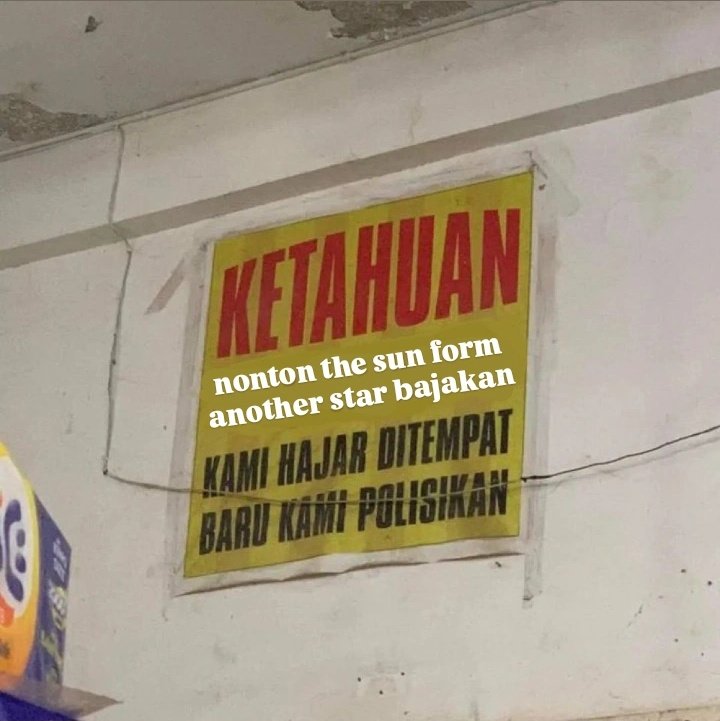 KETAHUAN
nonton the sun form
another star bajakan
KAMI HAJAR DITEMPAT
BARU KAMI POLISIKAN